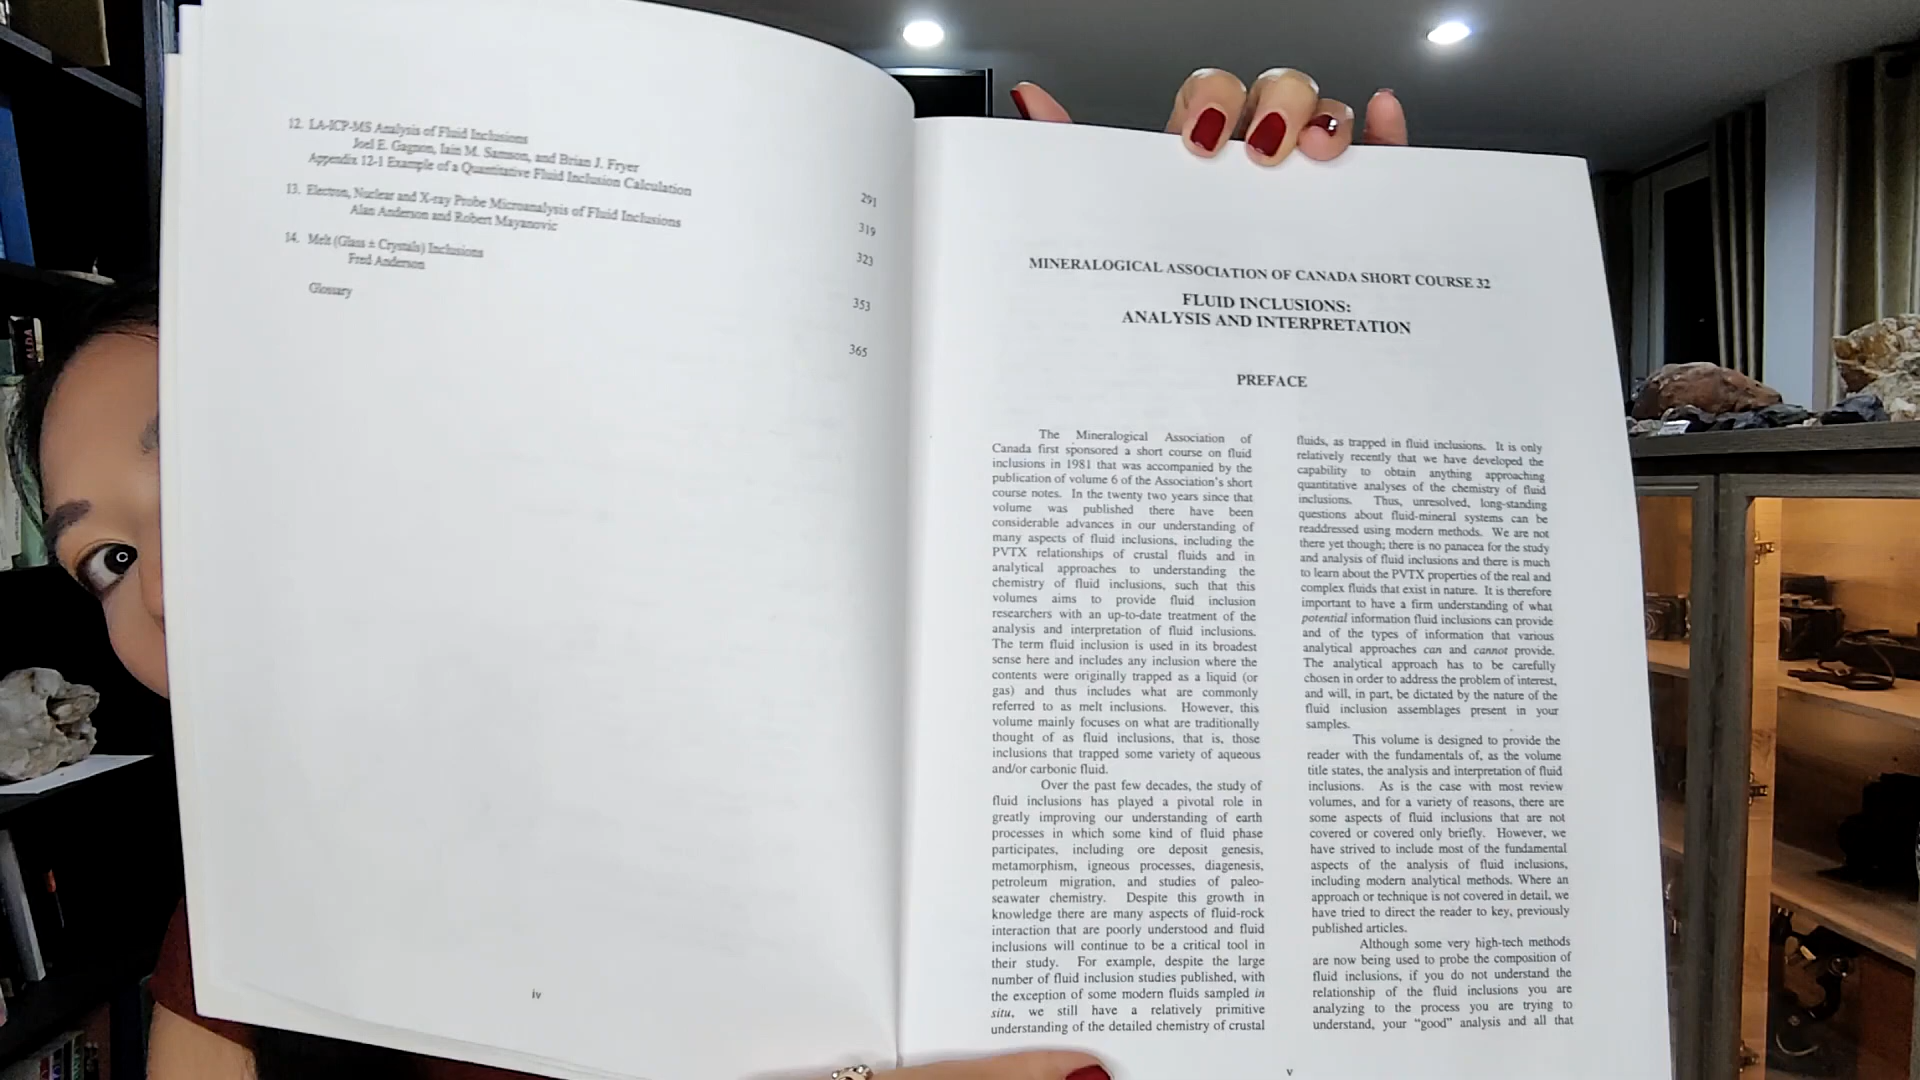 12. LA-ICP-MS Analysis of Fluid Inclusions
Joel E. Gagnon, Iain M. Samson, and Brian J. Fryer
Appendix 12-1 Example of a Quantitative Fluid Inclusion Calculation
291
13. Electron, Nuclear and X-ray Probe Microanalysis of Fluid Inclusions
319
Alan Anderson and Robert Mayanovic
323
14. Melt (Glass ± Crystals) Inclusions
Fred Anderson
353
Glossary
365
iv
MINERALOGICAL ASSOCIATION OF CANADA SHORT COURSE 32
FLUID INCLUSIONS:
ANALYSIS AND INTERPRETATION
PREFACE
The Mineralogical Association of
Canada first sponsored a short course on fluid
inclusions in 1981 that was accompanied by the
publication of volume 6 of the Association's short
course notes. In the twenty two years since that
volume was published there have been
considerable advances in our understanding of
many aspects of fluid inclusions, including the
PVTX relationships of crustal fluids and in
analytical approaches to understanding the
chemistry of fluid inclusions, such that this
volumes aims to provide fluid inclusion
researchers with an up-to-date treatment of the
analysis and interpretation of fluid inclusions.
The term fluid inclusion is used in its broadest
sense here and includes any inclusion where the
contents were originally trapped as a liquid (or
gas) and thus includes what are commonly
referred to as melt inclusions. However, this
volume mainly focuses on what are traditionally
thought of as fluid inclusions, that is, those
inclusions that trapped some variety of aqueous
and/or carbonic fluid.
Over the past few decades, the study of
fluid inclusions has played a pivotal role in
greatly improving our understanding of earth
processes in which some kind of fluid phase
participates, including ore deposit genesis,
metamorphism, igneous processes, diagenesis,
petroleum migration, and studies of paleo-
seawater chemistry. Despite this growth in
knowledge there are many aspects of fluid-rock
interaction that are poorly understood and fluid
inclusions will continue to be a critical tool in
their study. For example, despite the large
number of fluid inclusion studies published, with
the exception of some modern fluids sampled in
situ, we still have a relatively primitive
understanding of the detailed chemistry of crustal
fluids, as trapped in fluid inclusions. It is only
relatively recently that we have developed the
capability to obtain anything approaching
quantitative analyses of the chemistry of fluid
inclusions. Thus, unresolved, long-standing
questions about fluid-mineral systems can be
readdressed using modern methods. We are not
there yet though; there is no panacea for the study
and analysis of fluid inclusions and there is much
to learn about the PVTX properties of the real and
complex fluids that exist in nature. It is therefore
important to have a firm understanding of what
potential information fluid inclusions can provide
and of the types of information that various
analytical approaches can and cannot provide.
The analytical approach has to be carefully
chosen in order to address the problem of interest,
and will, in part, be dictated by the nature of the
fluid inclusion assemblages present in your
samples.
This volume is designed to provide the
reader with the fundamentals of, as the volume
title states, the analysis and interpretation of fluid
inclusions. As is the case with most review
volumes, and for a variety of reasons, there are
some aspects of fluid inclusions that are not
covered or covered only briefly. However, we
have strived to include most of the fundamental
aspects of the analysis of fluid inclusions,
including modern analytical methods. Where an
approach or technique is not covered in detail, we
have tried to direct the reader to key, previously
published articles.
Although some very high-tech methods
are now being used to probe the composition of
fluid inclusions, if you do not understand the
relationship of the fluid inclusions you are
analyzing to the process you are trying to
understand, your "good" analysis and all that
v